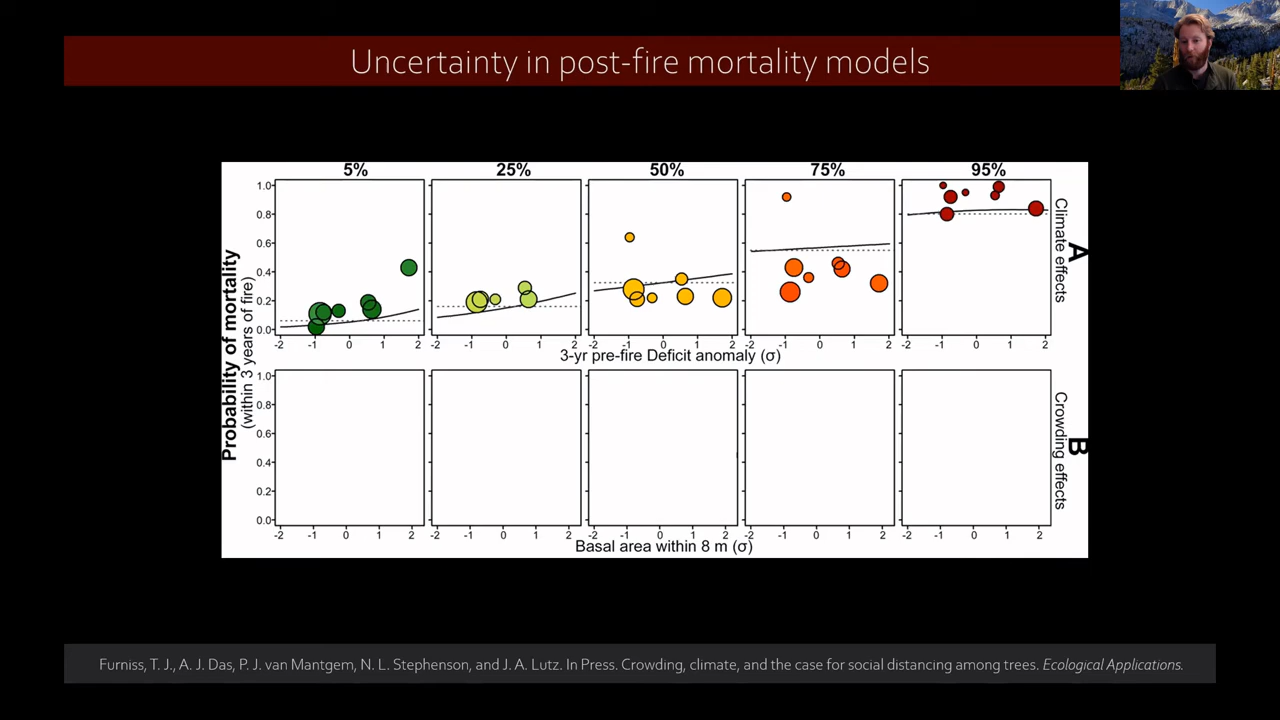 Uncertainty in post-fire mortality models
5% 25% 50% 75% 95%
Probability of mortality
(within 3 years of fire)
1.0
0.8
0.6
0.4
0.2
0.0
Climate effects
A
-2 -1 0 1 2 -2 -1 0 1 2 -2 -1 0 1 2 -2 -1 0 1 2 -2 -1 0 1 2
3-yr pre-fire Deficit anomaly (σ)
1.0
0.8
0.6
0.4
0.2
0.0
Crowding effects
B
-2 -1 0 1 2 -2 -1 0 1 2 -2 -1 0 1 2 -2 -1 0 1 2 -2 -1 0 1 2
Basal area within 8 m (σ)
Furniss, T. J., A. J. Das, P. J. van Mantgem, N. L. Stephenson, and J. A. Lutz. In Press. Crowding, climate, and the case for social distancing among trees. Ecological Applications.